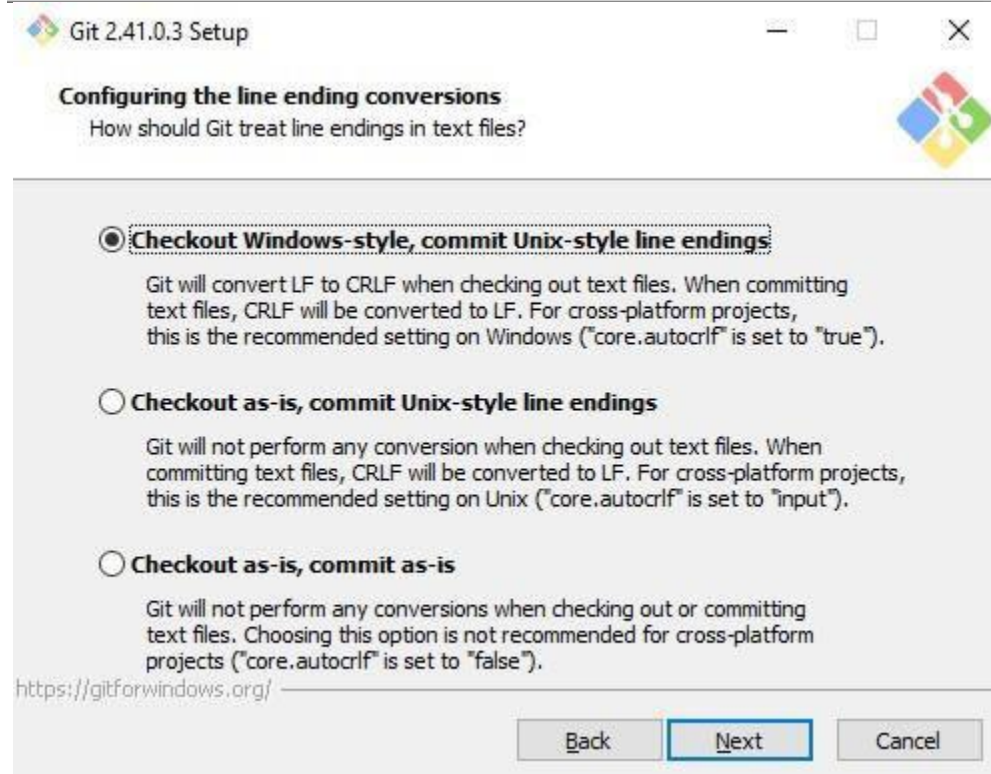 Git 2.41.0.3 Setup
Configuring the line ending conversions
How should Git treat line endings in text files?
Checkout Windows-style, commit Unix-style line endings
Git will convert LF to CRLF when checking out text files. When committing
text files, CRLF will be converted to LF. For cross-platform projects,
this is the recommended setting on Windows ("core.autocrlf" is set to "true").
Checkout as-is, commit Unix-style line endings
Git will not perform any conversion when checking out text files. When
committing text files, CRLF will be converted to LF. For cross-platform projects,
this is the recommended setting on Unix ("core.autocrlf" is set to "input").
Checkout as-is, commit as-is
Git will not perform any conversions when checking out or committing
text files. Choosing this option is not recommended for cross-platform
projects ("core.autocrlf" is set to "false").
https://gitforwindows.org/
Back Next Cancel